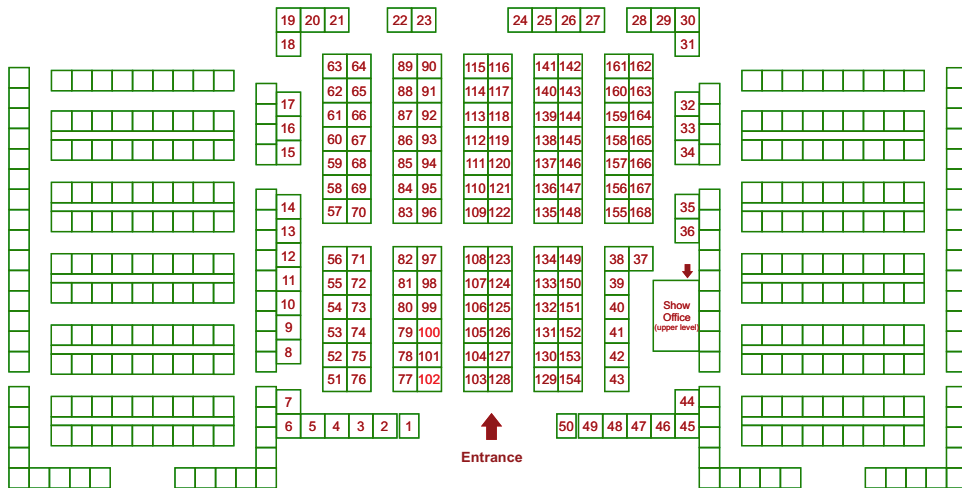 19 20 21 22 23 24 25 26 27 28 29 30
18 31
63 64 89 90 115 116 141 142 161 162
62 65 88 91 114 117 140 143 160 163
17 32
61 66 87 92 113 118 139 144 159 164
16 33
60 67 86 93 112 119 138 145 158 165
15 34
59 68 85 94 111 120 137 146 157 166
58 69 84 95 110 121 136 147 156 167
14 57 70 83 96 109 122 135 148 155 168 35
13 36
12 56 71 82 97 108 123 134 149 38 37
11 55 72 81 98 107 124 133 150 39
10 54 73 80 99 106 125 132 151 40
Show
Office
(upper level)
9 53 74 79 100 105 126 131 152 41
8 52 75 78 101 104 127 130 153 42
51 76 77 102 103 128 129 154 43
7 44
6 5 4 3 2 1 50 49 48 47 46 45
Entrance